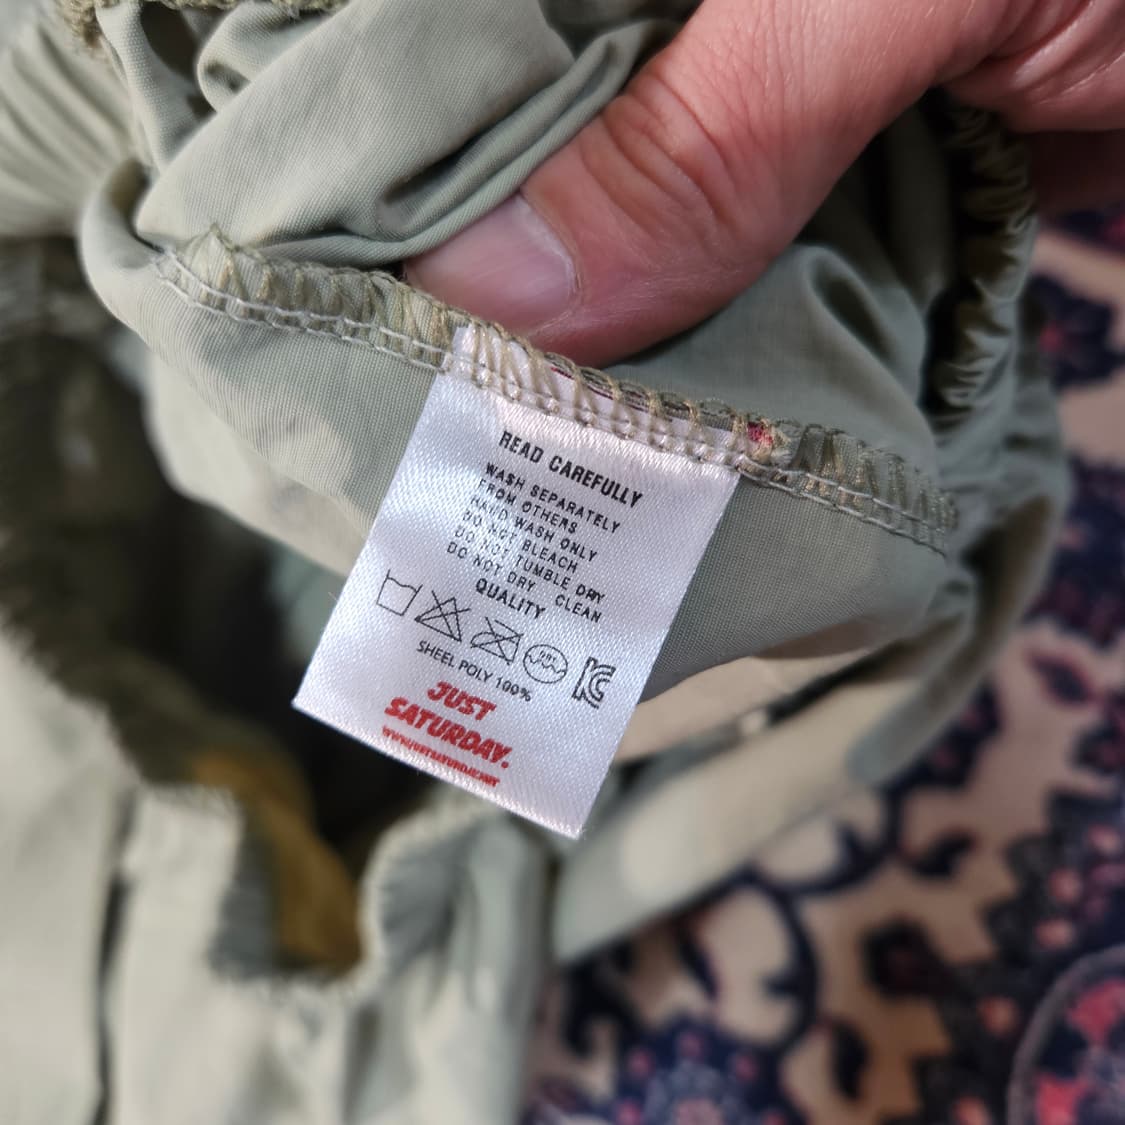 READ CAREFULLY
WASH SEPARATELY
FROM OTHERS
HAND WASH ONLY
DO NOT BLEACH
DO NOT TUMBLE DRY
DO NOT DRY CLEAN
QUALITY
SHEEL POLY 100%
JUST
SATURDAY.